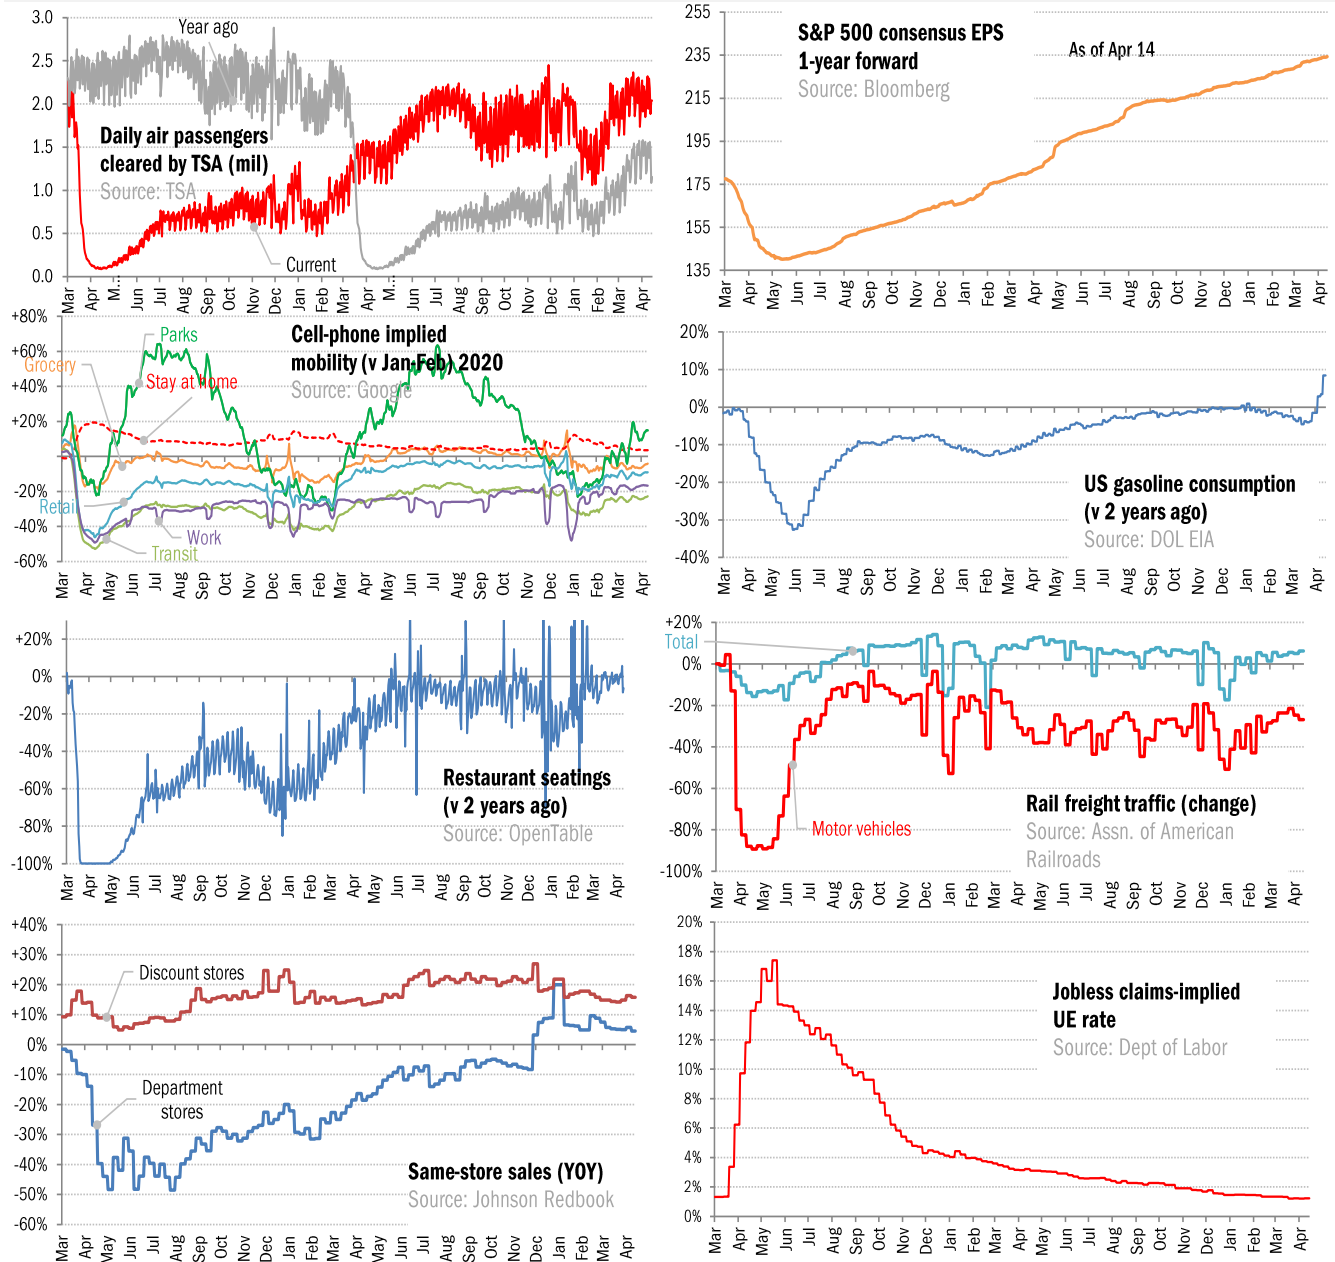 3.0
2.5
2.0
1.5
1.0
0.5
0.0
Year ago
Daily air passengers
cleared by TSA (mil)
Source: TSA
Current
Mar Apr M... Jun Jul Aug Sep Oct Nov Dec Jan Feb Mar Apr M... Jun Jul Aug Sep Oct Nov Dec Jan Feb Mar Apr
255
235
215
195
175
155
135
S&P 500 consensus EPS
1-year forward
Source: Bloomberg
As of Apr 14
Mar Apr May Jun Jul Aug Sep Oct Nov Dec Jan Feb Mar Apr May Jun Jul Aug Sep Oct Nov Dec Jan Feb Mar Apr
+80%
+60%
+40%
+20%
0%
-20%
-40%
-60%
Parks
Grocery
Stay at home
Cell-phone implied
mobility (v Jan-Feb) 2020
Source: Google
Retail
Work
Transit
Mar Apr May Jun Jul Aug Sep Oct Nov Dec Jan Feb Mar Apr May Jun Jul Aug Sep Oct Nov Dec Jan Feb Mar Apr
20%
10%
0%
-10%
-20%
-30%
-40%
US gasoline consumption
(v 2 years ago)
Source: DOL EIA
Mar Apr May Jun Jul Aug Sep Oct Nov Dec Jan Feb Mar Apr May Jun Jul Aug Sep Oct Nov Dec Jan Feb Mar Apr
+20%
0%
-20%
-40%
-60%
-80%
-100%
Restaurant seatings
(v 2 years ago)
Source: OpenTable
Mar Apr May Jun Jul Aug Sep Oct Nov Dec Jan Feb Mar Apr May Jun Jul Aug Sep Oct Nov Dec Jan Feb Mar Apr
+20%
0%
-20%
-40%
-60%
-80%
-100%
Total
Motor vehicles
Rail freight traffic (change)
Source: Assn. of American
Railroads
Mar Apr May Jun Jul Aug Sep Oct Nov Dec Jan Feb Mar Apr May Jun Jul Aug Sep Oct Nov Dec Jan Feb Mar Apr
+40%
+30%
+20%
+10%
0%
-10%
-20%
-30%
-40%
-50%
-60%
Discount stores
Department
stores
Same-store sales (YOY)
Source: Johnson Redbook
Mar Apr May Jun Jul Aug Sep Oct Nov Dec Jan Feb Mar Apr May Jun Jul Aug Sep Oct Nov Dec Jan Feb Mar Apr
20%
18%
16%
14%
12%
10%
8%
6%
4%
2%
0%
Jobless claims-implied
UE rate
Source: Dept of Labor
Mar Apr May Jun Jul Aug Sep Oct Nov Dec Jan Feb Mar Apr May Jun Jul Aug Sep Oct Nov Dec Jan Feb Mar Apr